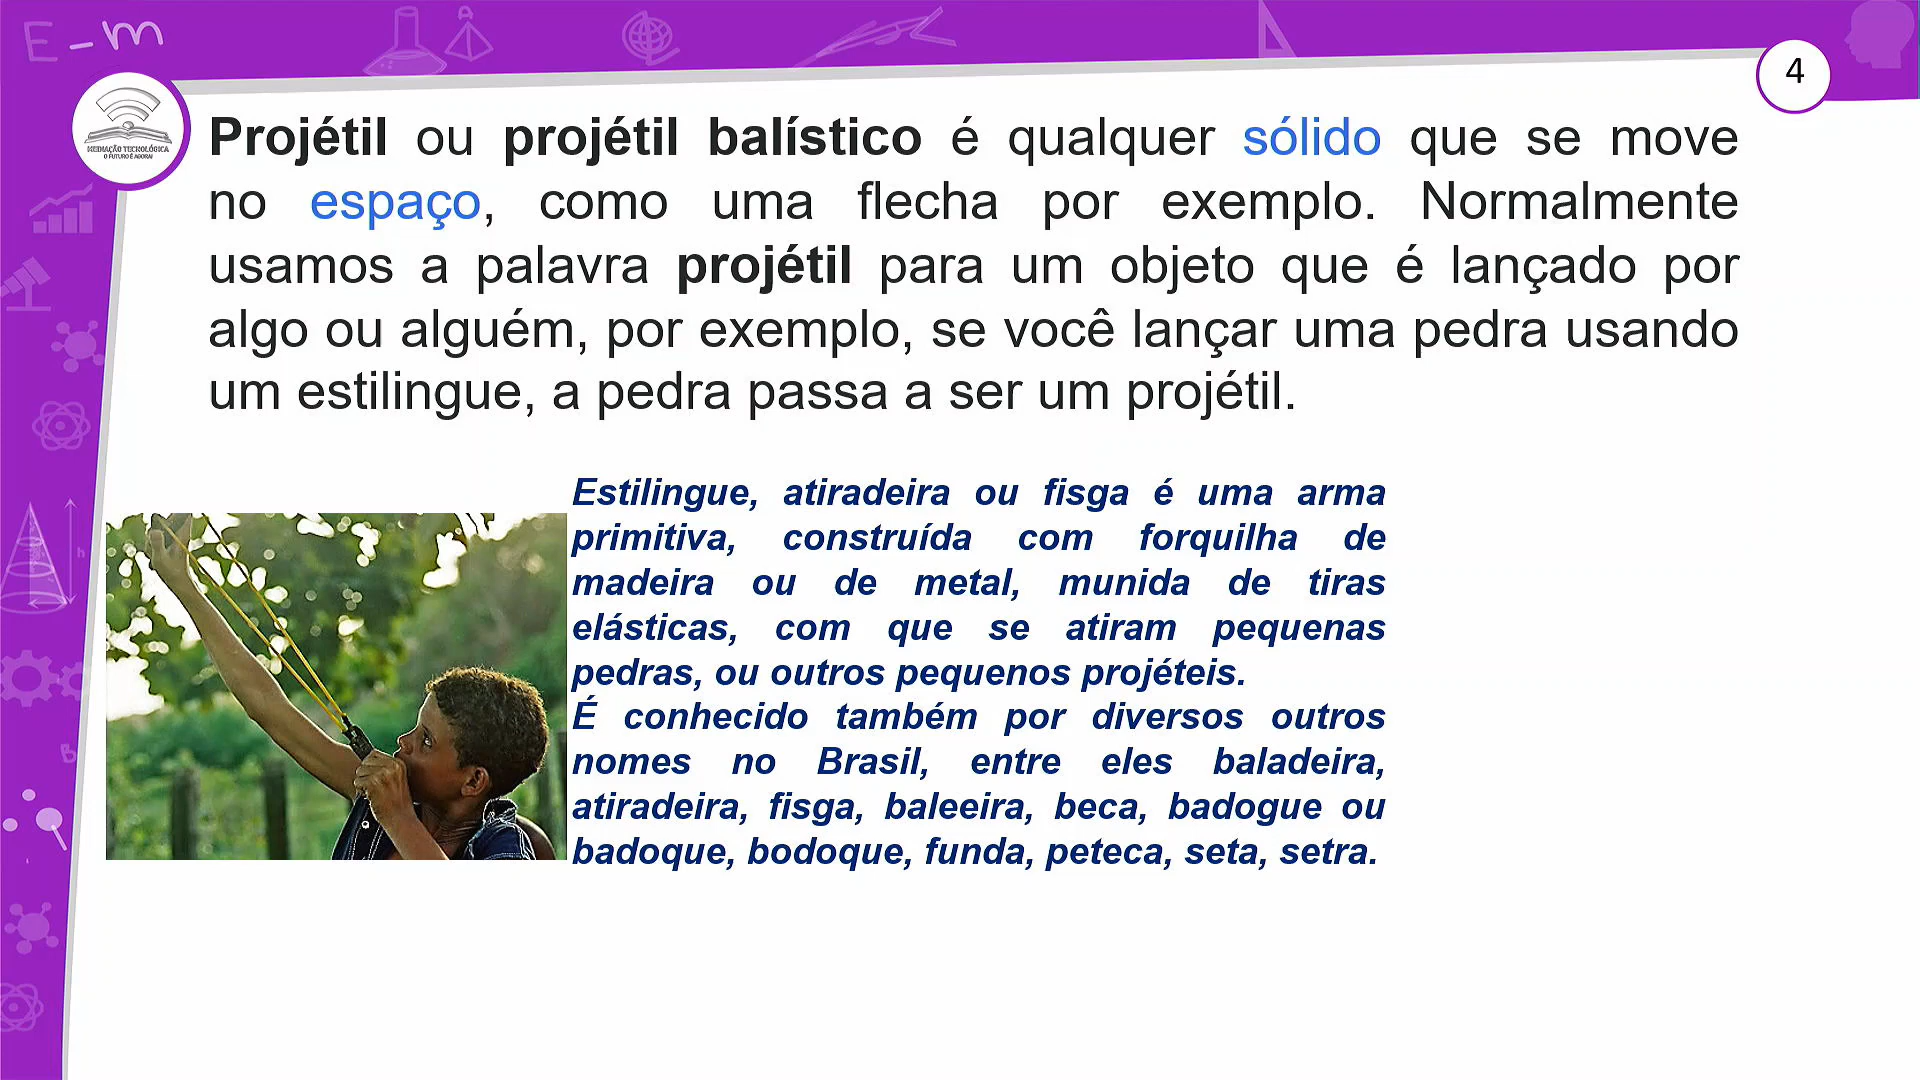 E-m
4
MEDIAÇÃO TECNOLÓGICA
O FUTURO É AGORA!
Projétil ou projétil balístico é qualquer sólido que se move
no espaço, como uma flecha por exemplo. Normalmente
usamos a palavra projétil para um objeto que é lançado por
algo ou alguém, por exemplo, se você lançar uma pedra usando
um estilingue, a pedra passa a ser um projétil.
Estilingue, atiradeira ou fisga é uma arma
primitiva, construída com forquilha de
madeira ou de metal, munida de tiras
elásticas, com que se atiram pequenas
pedras, ou outros pequenos projéteis.
É conhecido também por diversos outros
nomes no Brasil, entre eles baladeira,
atiradeira, fisga, baleeira, beca, badogue ou
badoque, bodoque, funda, peteca, seta, setra.
h
B